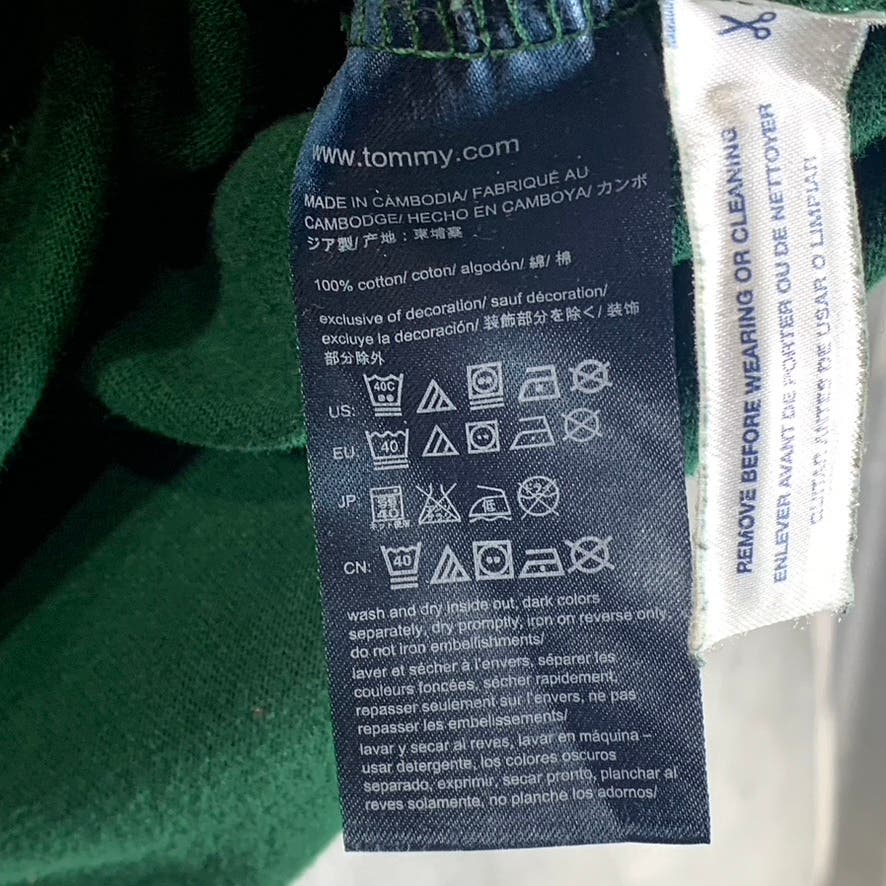 www.tommy.com
MADE IN CAMBODIA/ FABRIQUÉ AU
CAMBODGE/ HECHO EN CAMBOYA/ カンボ
ジア製/ 产地：柬埔寨
100% cotton/ coton/ algodón/ 綿/ 棉
exclusive of decoration/ sauf décoration/
excluye la decoración/ 装飾部分を除く/ 装饰
部分除外
US: 40C
EU 40
JP 低
CN: 40
wash and dry inside out, dark colors
separately, dry promptly, iron on reverse only,
do not iron embellishments/
laver et sécher à l'envers, séparer les
couleurs foncées, sécher rapidement,
repasser seulement sur l'envers, ne pas
repasser les embellissements/
lavar y secar al reves, lavar en máquina –
usar detergente, los colores oscuros
separado, exprimir, secar pronto, planchar al
reves solamente, no planche los adornos/
REMOVE BEFORE WEARING OR CLEANING
ENLEVER AVANT DE PORTER OU DE NETTOYER
QUITAR ANTES DE USAR O LIMPIAR